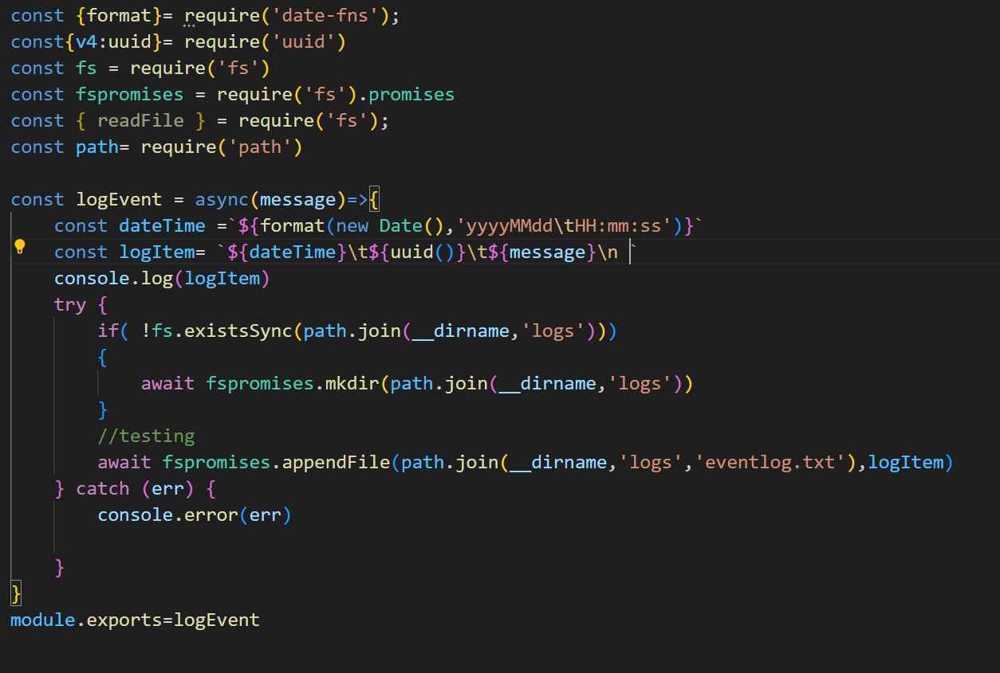 const {format}= require('date-fns');
const{v4:uuid}= require('uuid')
const fs = require('fs')
const fspromises = require('fs').promises
const { readFile } = require('fs');
const path= require('path')

const logEvent = async(message)=>{
    const dateTime =`${format(new Date(),'yyyyMMdd\tHH:mm:ss')}`
    const logItem= `${dateTime}\t${uuid()}\t${message}\n `
    console.log(logItem)
    try {
        if( !fs.existsSync(path.join(__dirname,'logs')))
        {
            await fspromises.mkdir(path.join(__dirname,'logs'))
        }
        //testing
        await fspromises.appendFile(path.join(__dirname,'logs','eventlog.txt'),logItem)
    } catch (err) {
        console.error(err)

    }
}
module.exports=logEvent